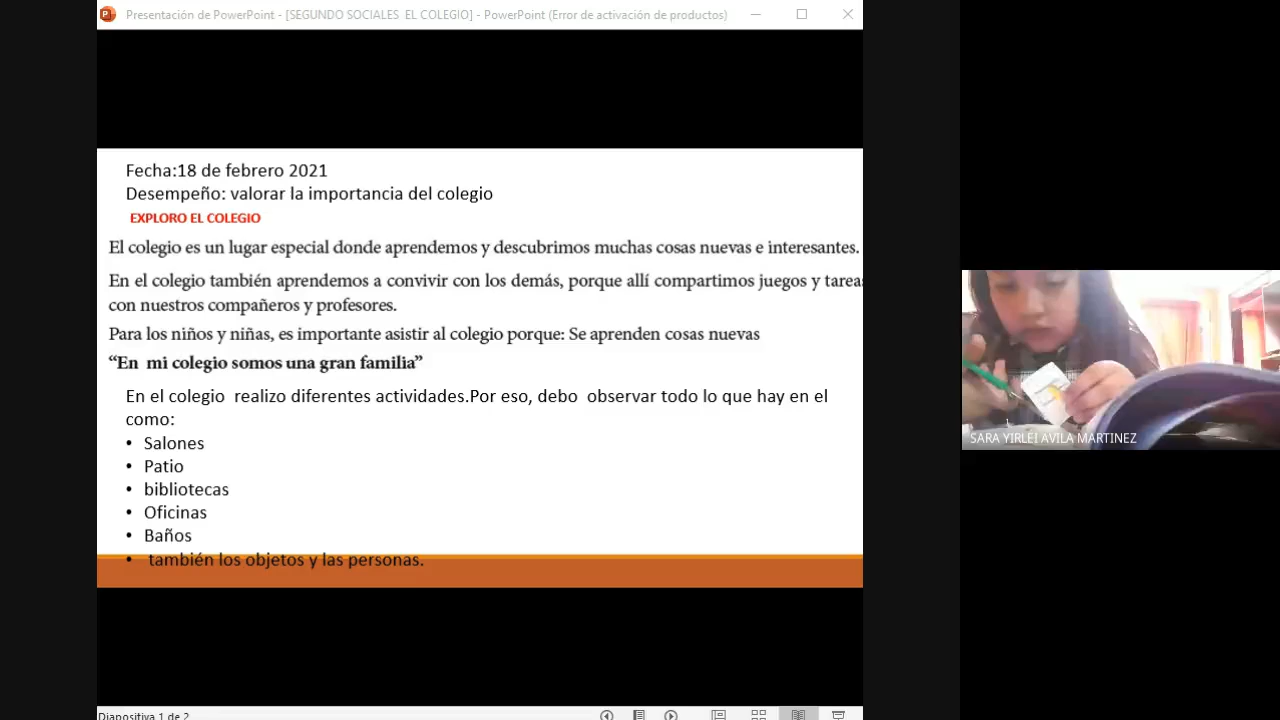 Presentación de PowerPoint - [SEGUNDO SOCIALES  EL COLEGIO] - PowerPoint (Error de activación de productos)
Fecha:18 de febrero 2021
Desempeño: valorar la importancia del colegio
EXPLORO EL COLEGIO
El colegio es un lugar especial donde aprendemos y descubrimos muchas cosas nuevas e interesantes.
En el colegio también aprendemos a convivir con los demás, porque allí compartimos juegos y tareas
con nuestros compañeros y profesores.
Para los niños y niñas, es importante asistir al colegio porque: Se aprenden cosas nuevas
“En  mi colegio somos una gran familia”
En el colegio  realizo diferentes actividades.Por eso, debo  observar todo lo que hay en el
como:
• Salones
• Patio
• bibliotecas
• Oficinas
• Baños
• también los objetos y las personas.
SARA YIRLEI AVILA MARTINEZ
Diapositiva 1 de 2